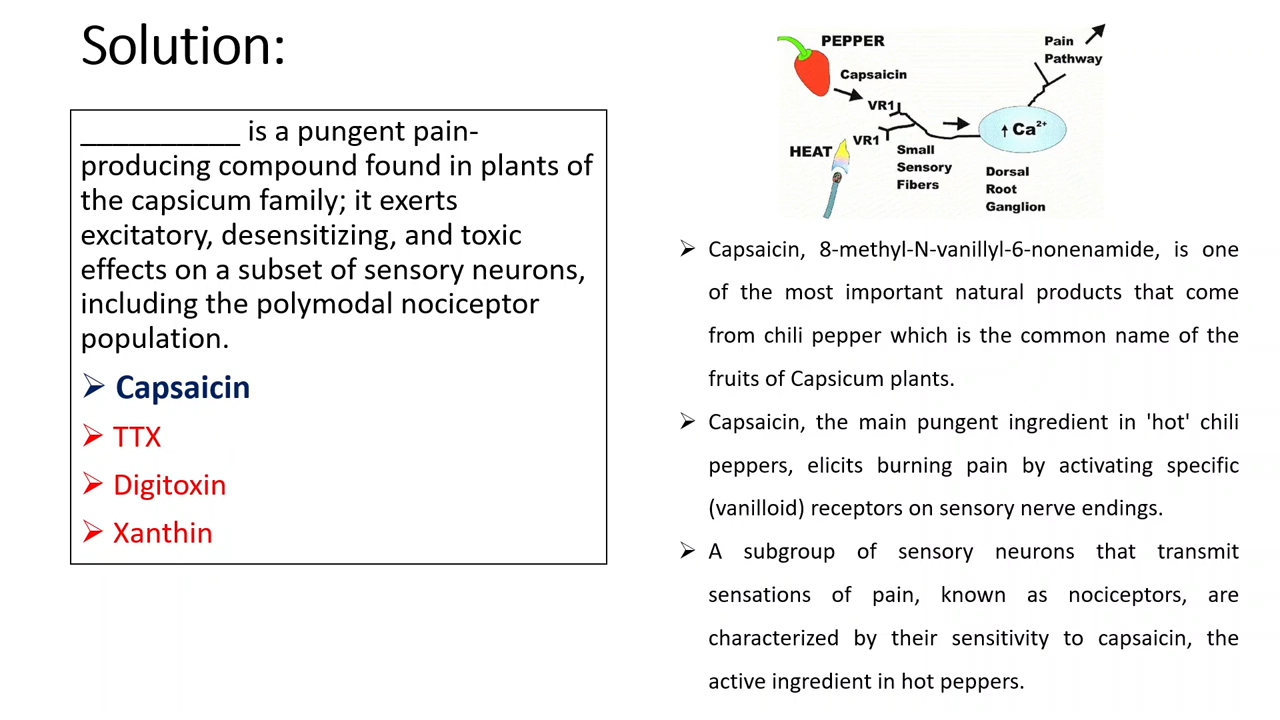 Solution:
__________ is a pungent pain-
producing compound found in plants of
the capsicum family; it exerts
excitatory, desensitizing, and toxic
effects on a subset of sensory neurons,
including the polymodal nociceptor
population.
➢ Capsaicin
➢ TTX
➢ Digitoxin
➢ Xanthin
PEPPER
Capsaicin
VR1
HEAT
VR1
Small
Sensory
Fibers
↑ Ca²⁺
Dorsal
Root
Ganglion
Pain
Pathway
➢ Capsaicin, 8-methyl-N-vanillyl-6-nonenamide, is one
of the most important natural products that come
from chili pepper which is the common name of the
fruits of Capsicum plants.
➢ Capsaicin, the main pungent ingredient in 'hot' chili
peppers, elicits burning pain by activating specific
(vanilloid) receptors on sensory nerve endings.
➢ A subgroup of sensory neurons that transmit
sensations of pain, known as nociceptors, are
characterized by their sensitivity to capsaicin, the
active ingredient in hot peppers.